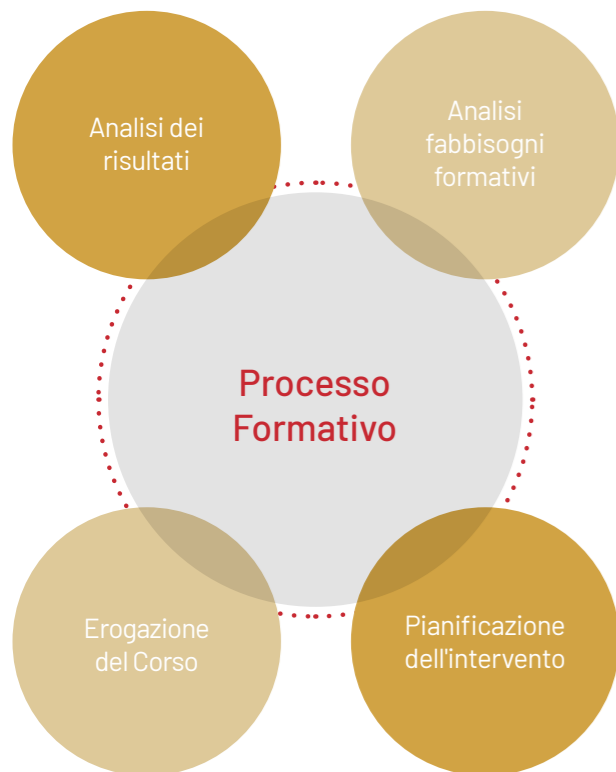 Analisi dei
risultati
Analisi
fabbisogni
formativi
Processo
Formativo
Erogazione
del Corso
Pianificazione
dell'intervento